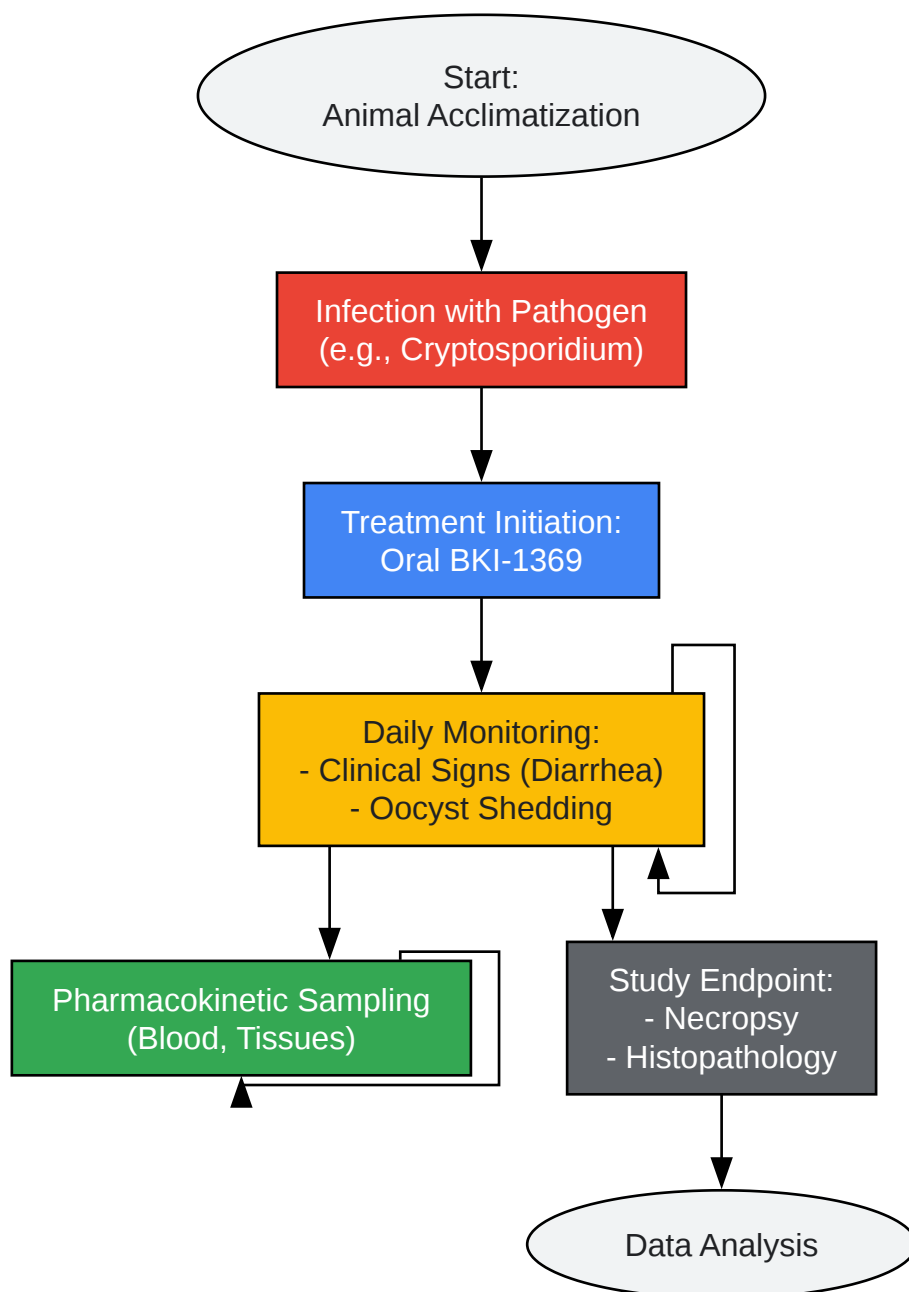 Start:
Animal Acclimatization
Infection with Pathogen
(e.g., Cryptosporidium)
Treatment Initiation:
Oral BKI-1369
Daily Monitoring:
- Clinical Signs (Diarrhea)
- Oocyst Shedding
Pharmacokinetic Sampling
(Blood, Tissues)
Study Endpoint:
- Necropsy
- Histopathology
Data Analysis